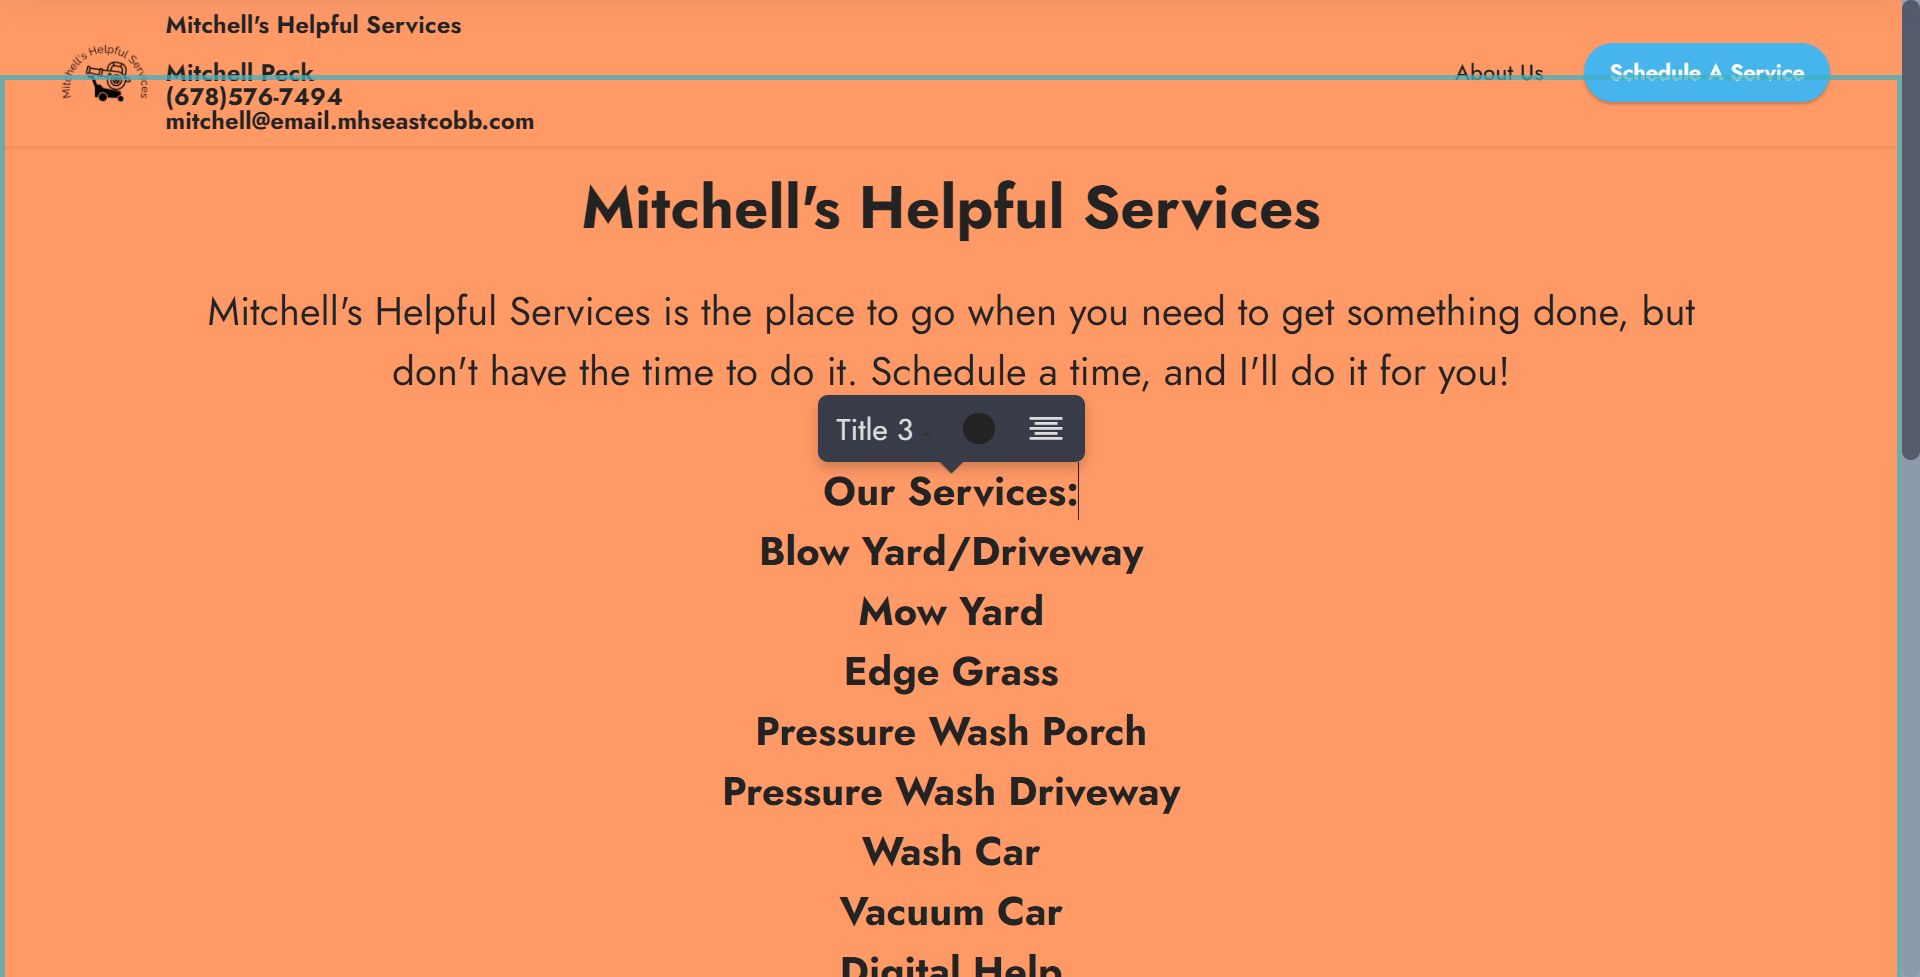 Mitchell's Helpful Services
Mitchell's Helpful Services
Mitchell Peck
(678)576-7494
mitchell@email.mhseastcobb.com
About Us
Schedule A Service
Mitchell's Helpful Services
Mitchell's Helpful Services is the place to go when you need to get something done, but
don't have the time to do it. Schedule a time, and I'll do it for you!
Title 3
Our Services:
Blow Yard/Driveway
Mow Yard
Edge Grass
Pressure Wash Porch
Pressure Wash Driveway
Wash Car
Vacuum Car
Digital Help